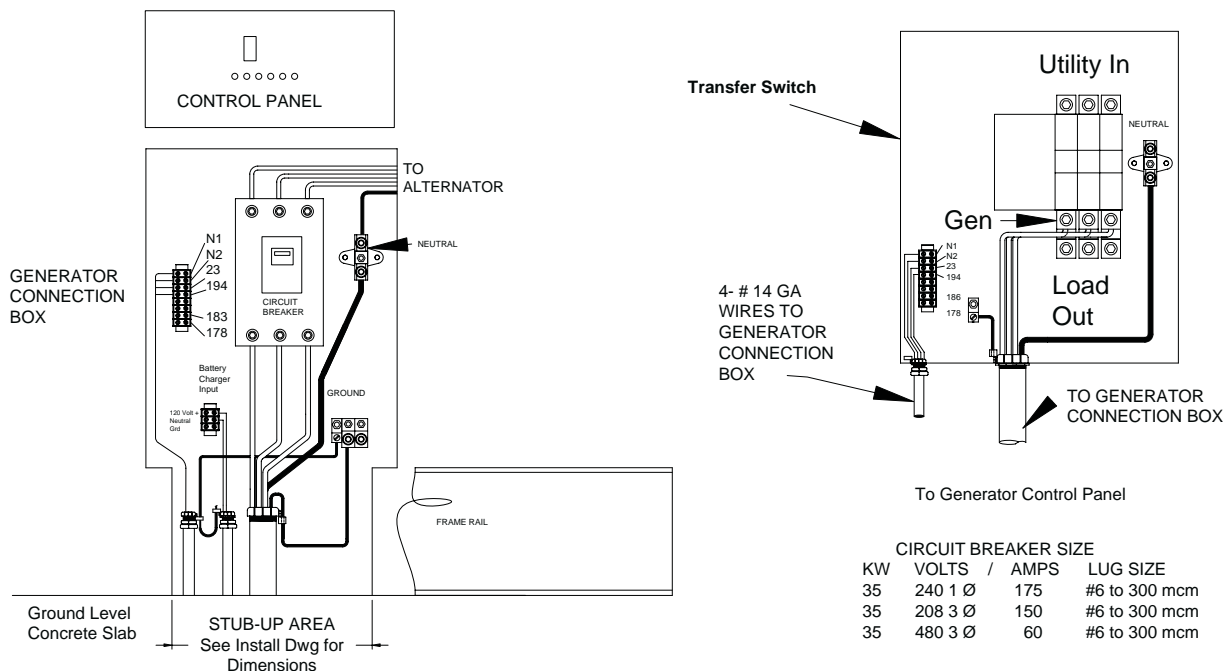 CONTROL PANEL
TO
ALTERNATOR
N1
N2
23
194
183
178
NEUTRAL
GENERATOR
CONNECTION
BOX
CIRCUIT
BREAKER
Battery
Charger
Input
120 Volt +
Neutral
Grd
GROUND
FRAME RAIL
Ground Level
Concrete Slab
STUB-UP AREA
See Install Dwg for
Dimensions
Transfer Switch
Utility In
NEUTRAL
Gen
N1
N2
23
194
186
178
Load
Out
4- # 14 GA
WIRES TO
GENERATOR
CONNECTION
BOX
TO GENERATOR
CONNECTION BOX
To Generator Control Panel
CIRCUIT BREAKER SIZE
KW VOLTS / AMPS LUG SIZE
35 240 1 Ø 175 #6 to 300 mcm
35 208 3 Ø 150 #6 to 300 mcm
35 480 3 Ø 60 #6 to 300 mcm